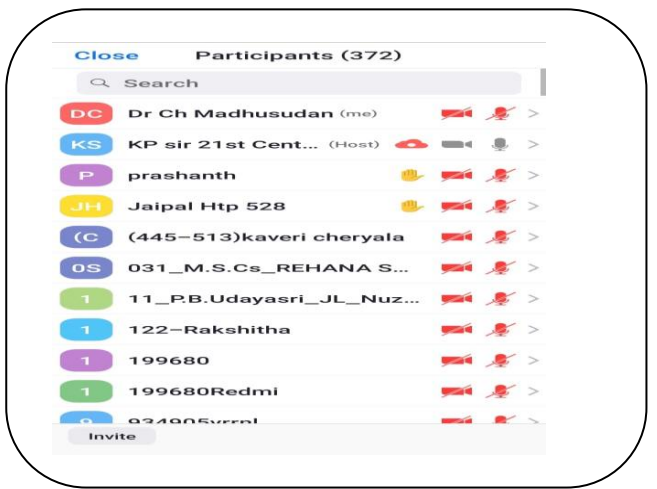 Close Participants (372)
Search
DC Dr Ch Madhusudan (me)
KS KP sir 21st Cent... (Host)
P prashanth
JH Jaipal Htp 528
(C (445-513)kaveri cheryala
0S 031_M.S.Cs_REHANA S...
1 11_P.B.Udayasri_JL_Nuz...
1 122-Rakshitha
1 199680
1 199680Redmi
Invite